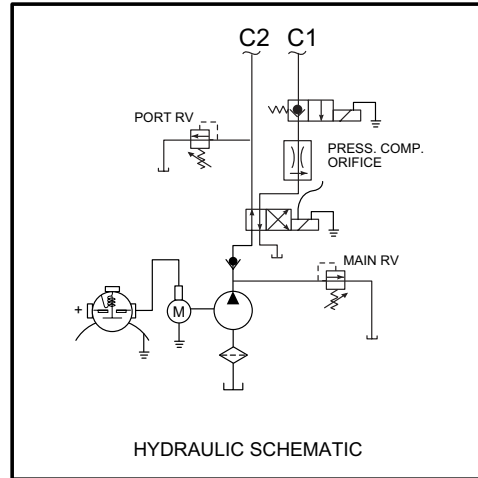 C2 C1
PORT RV
PRESS. COMP.
ORIFICE
MAIN RV
+
M
HYDRAULIC SCHEMATIC